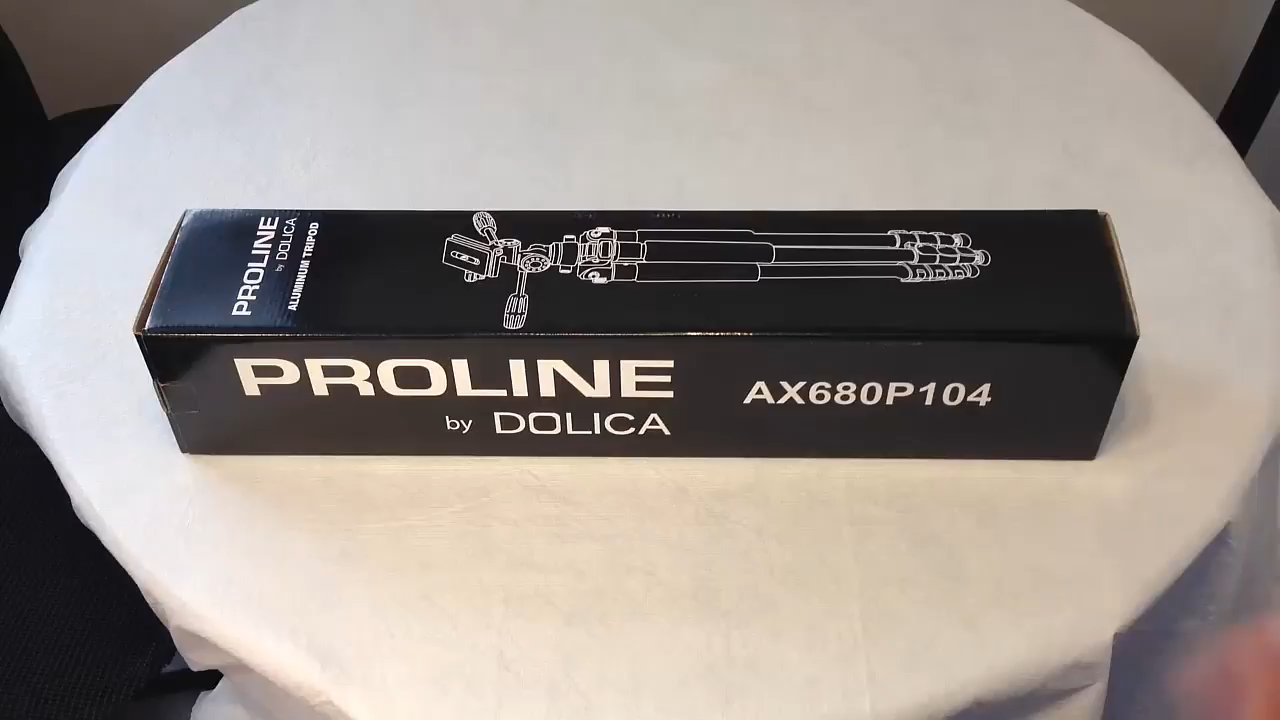 PROLINE
by DOLICA
ALUMINUM TRIPOD
PROLINE
by DOLICA
AX680P104